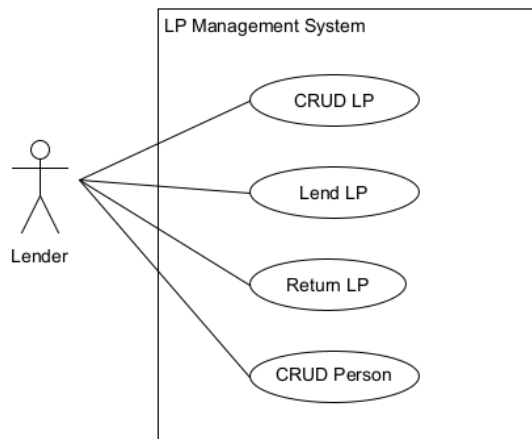 LP Management System
CRUD LP
Lend LP
Lender
Return LP
CRUD Person